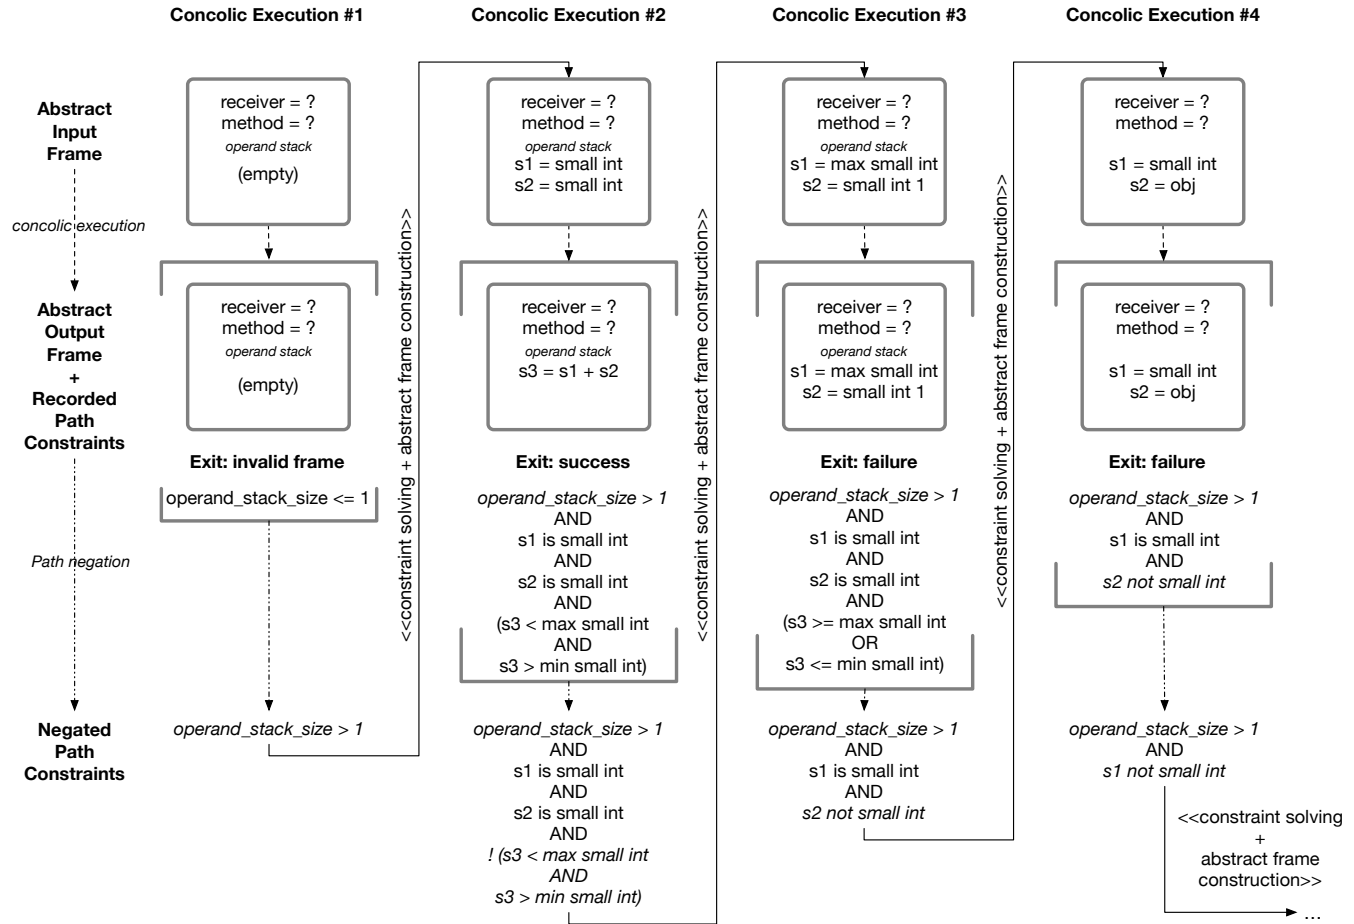 Concolic Execution #1
Concolic Execution #2
Concolic Execution #3
Concolic Execution #4
Abstract
Input
Frame
concolic execution
Abstract
Output
Frame
+
Recorded
Path
Constraints
Path negation
Negated
Path
Constraints
receiver = ?
method = ?
operand stack
(empty)
receiver = ?
method = ?
operand stack
(empty)
Exit: invalid frame
operand_stack_size <= 1
operand_stack_size > 1
<<constraint solving + abstract frame construction>>
receiver = ?
method = ?
operand stack
s1 = small int
s2 = small int
receiver = ?
method = ?
operand stack
s3 = s1 + s2
Exit: success
operand_stack_size > 1
AND
s1 is small int
AND
s2 is small int
AND
(s3 < max small int
AND
s3 > min small int)
operand_stack_size > 1
AND
s1 is small int
AND
s2 is small int
AND
! (s3 < max small int
AND
s3 > min small int)
<<constraint solving + abstract frame construction>>
receiver = ?
method = ?
operand stack
s1 = max small int
s2 = small int 1
receiver = ?
method = ?
operand stack
s1 = max small int
s2 = small int 1
Exit: failure
operand_stack_size > 1
AND
s1 is small int
AND
s2 is small int
AND
(s3 >= max small int
OR
s3 <= min small int)
operand_stack_size > 1
AND
s1 is small int
AND
s2 not small int
<<constraint solving + abstract frame construction>>
receiver = ?
method = ?
s1 = small int
s2 = obj
receiver = ?
method = ?
s1 = small int
s2 = obj
Exit: failure
operand_stack_size > 1
AND
s1 is small int
AND
s2 not small int
operand_stack_size > 1
AND
s1 not small int
<<constraint solving
+
abstract frame
construction>>
...